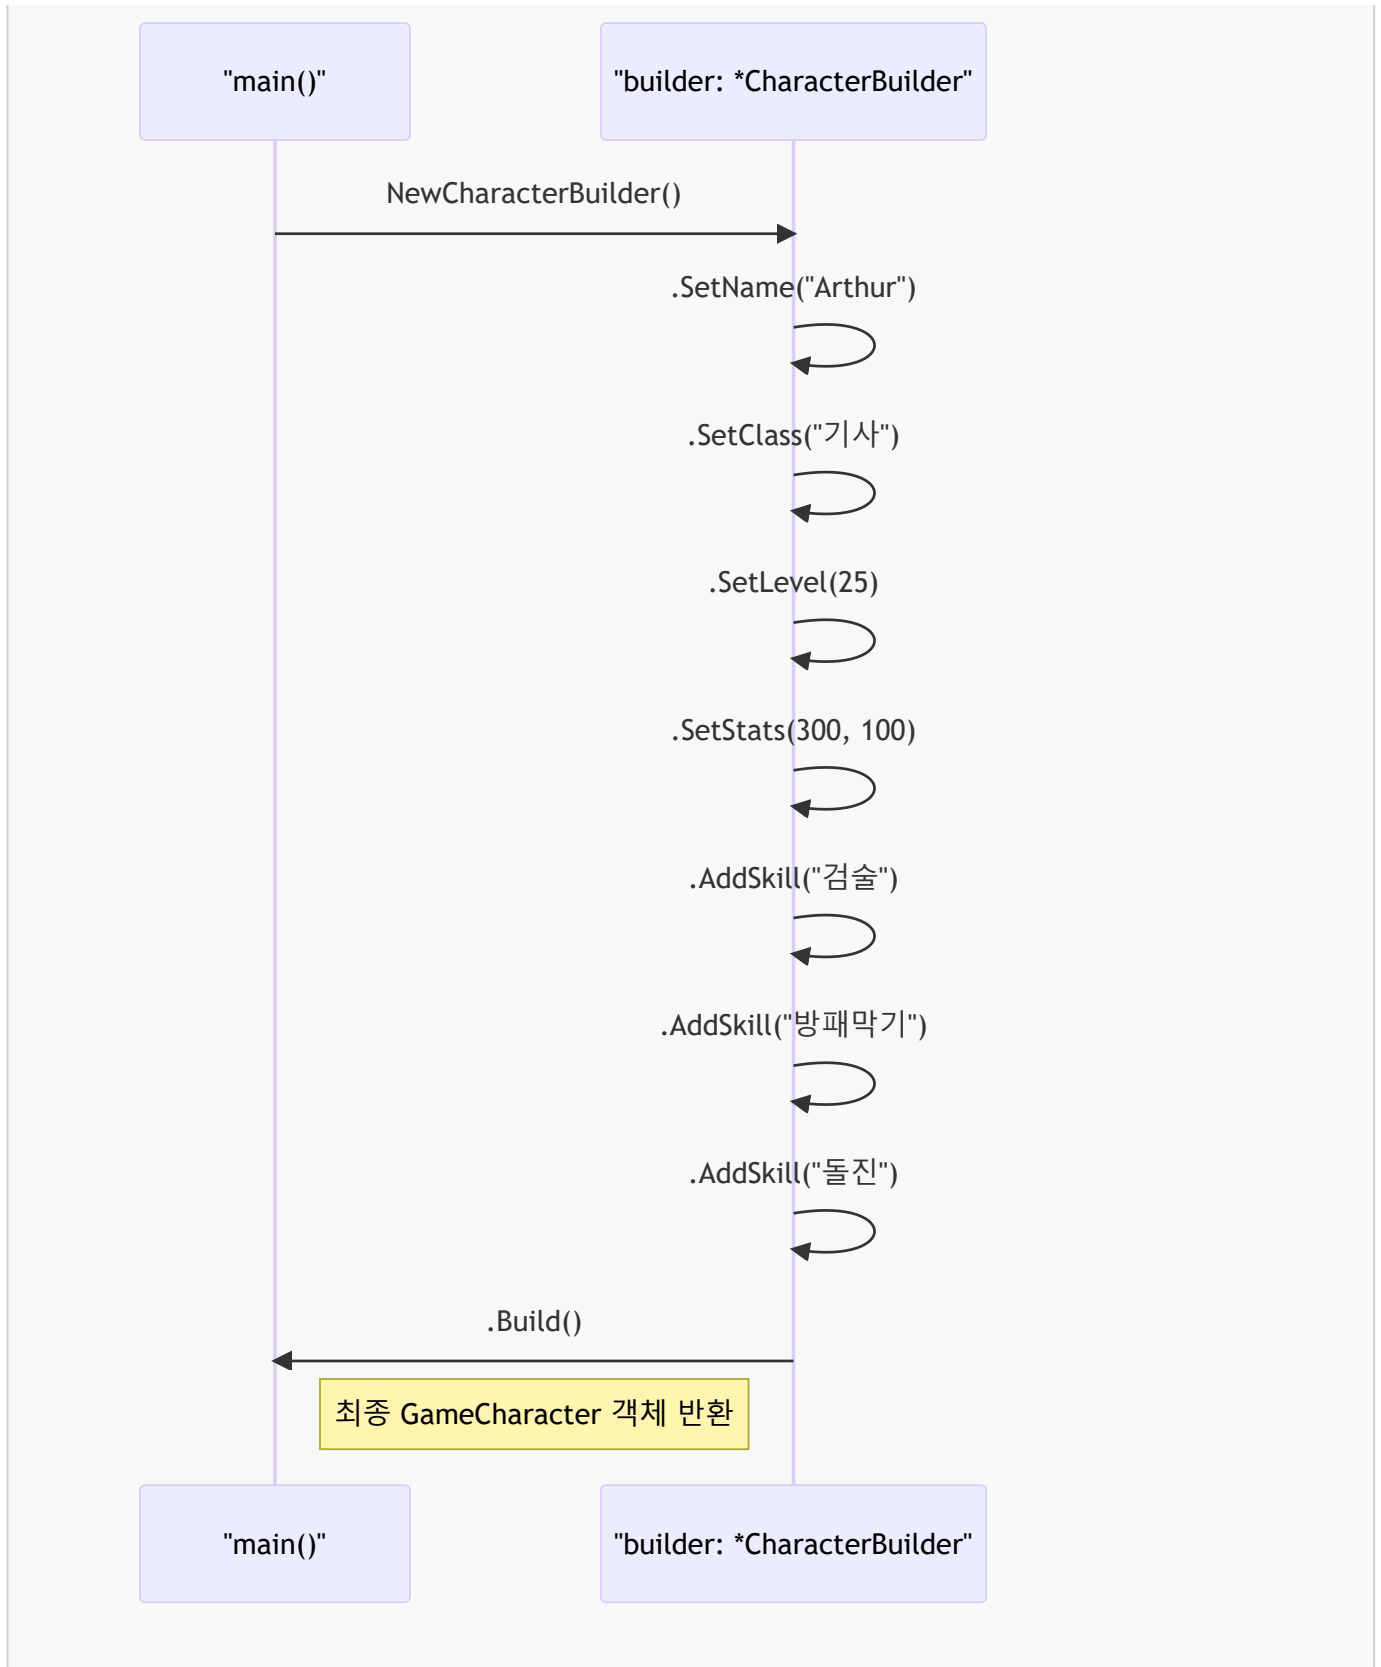 "main()"
"builder: *CharacterBuilder"
NewCharacterBuilder()
.SetName("Arthur")
.SetClass("기사")
.SetLevel(25)
.SetStats(300, 100)
.AddSkill("검술")
.AddSkill("방패막기")
.AddSkill("돌진")
.Build()
최종 GameCharacter 객체 반환
"main()"
"builder: *CharacterBuilder"